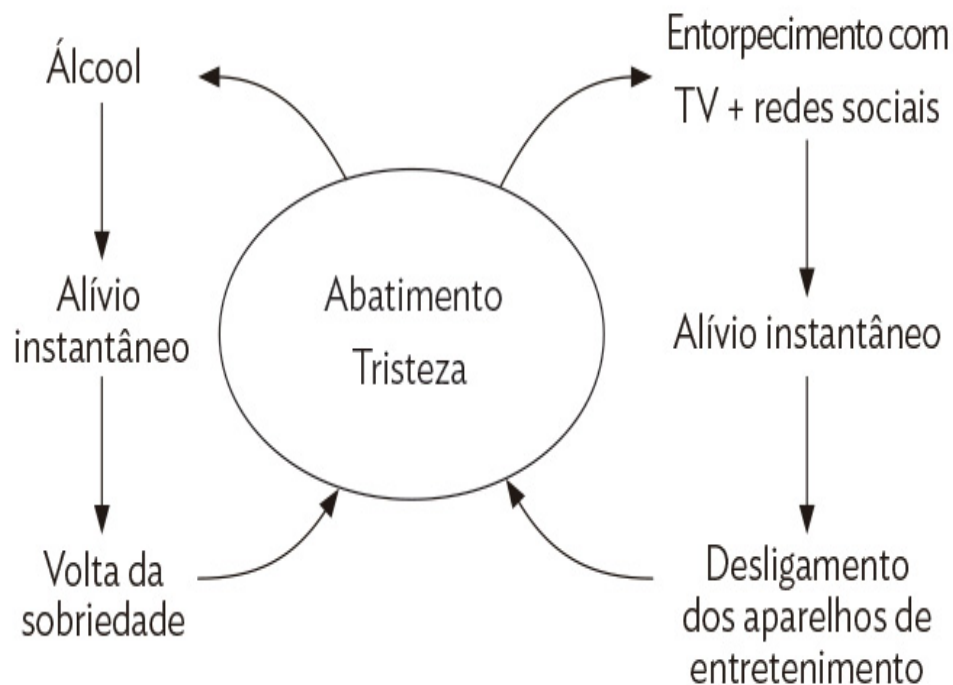 Álcool
Alívio
instantâneo
Volta da
sobriedade
Abatimento
Tristeza
Entorpecimento com
TV + redes sociais
Alívio instantâneo
Desligamento
dos aparelhos de
entretenimento